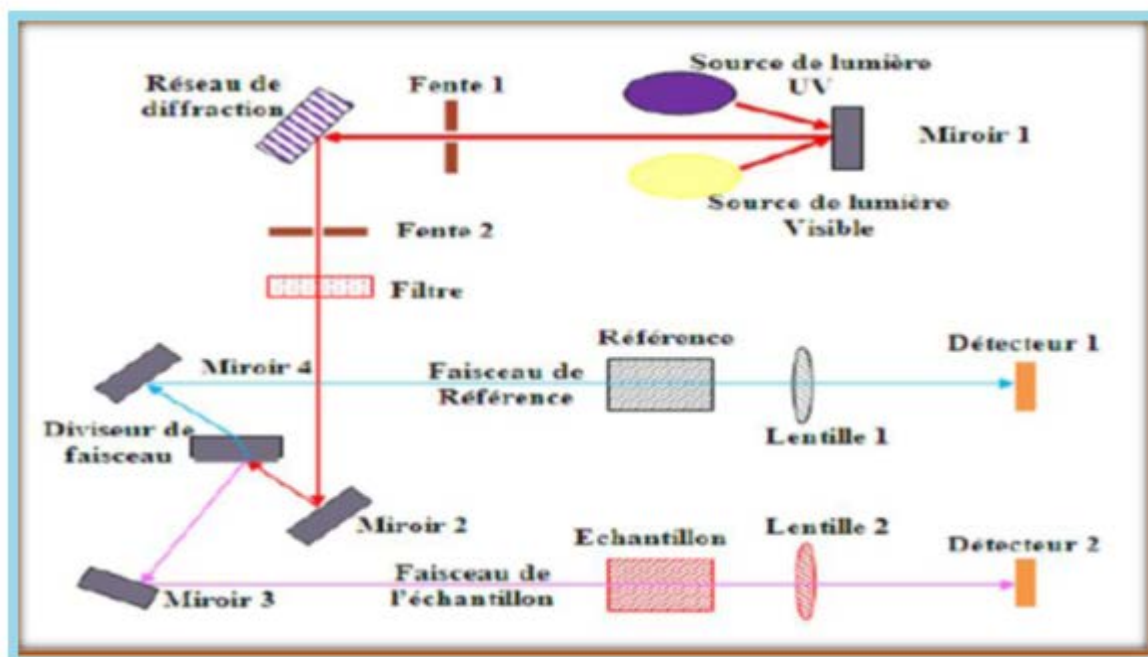 Source de lumière
UV
Réseau de
diffraction
Fente 1
Miroir 1
Source de lumière
Visible
Fente 2
Filtre
Référence
Détecteur 1
Miroir 4
Faisceau de
Référence
Diviseur de
faisceau
Lentille 1
Miroir 2
Echantillon
Lentille 2
Détecteur 2
Miroir 3
Faisceau de
l'échantillon